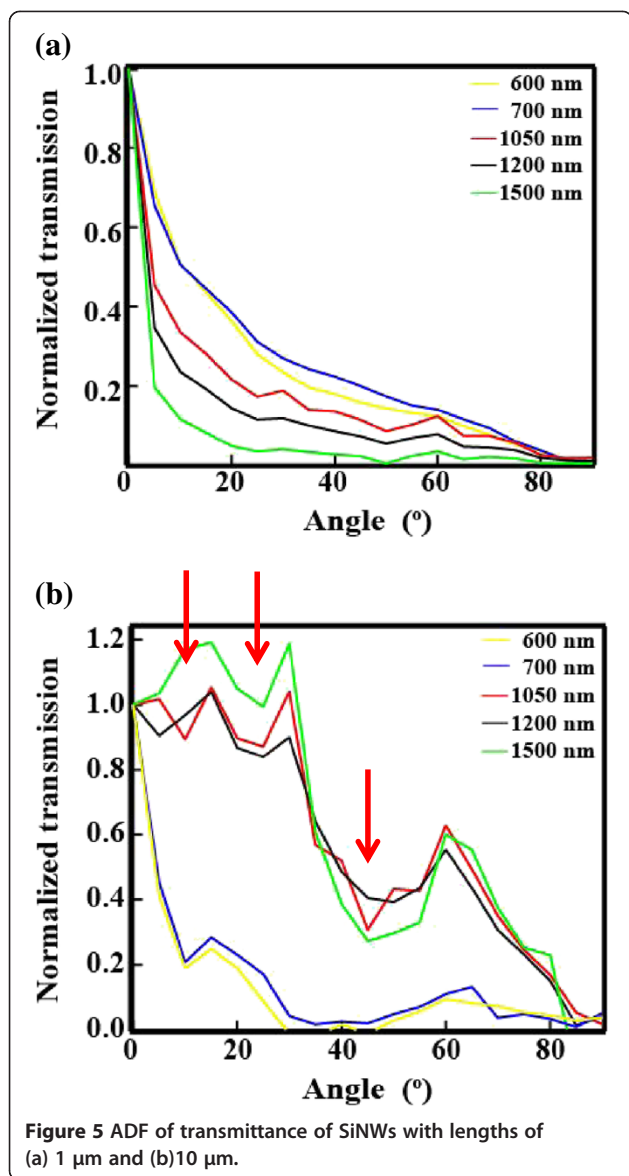 (a)
1.0
0.8
0.6
0.4
0.2
0
20
40
60
80
Normalized transmission
Angle (º)
600 nm
700 nm
1050 nm
1200 nm
1500 nm
(b)
1.2
1.0
0.8
0.6
0.4
0.2
0.0
0
20
40
60
80
Normalized transmission
Angle (º)
600 nm
700 nm
1050 nm
1200 nm
1500 nm
Figure 5 ADF of transmittance of SiNWs with lengths of
(a) 1 μm and (b)10 μm.